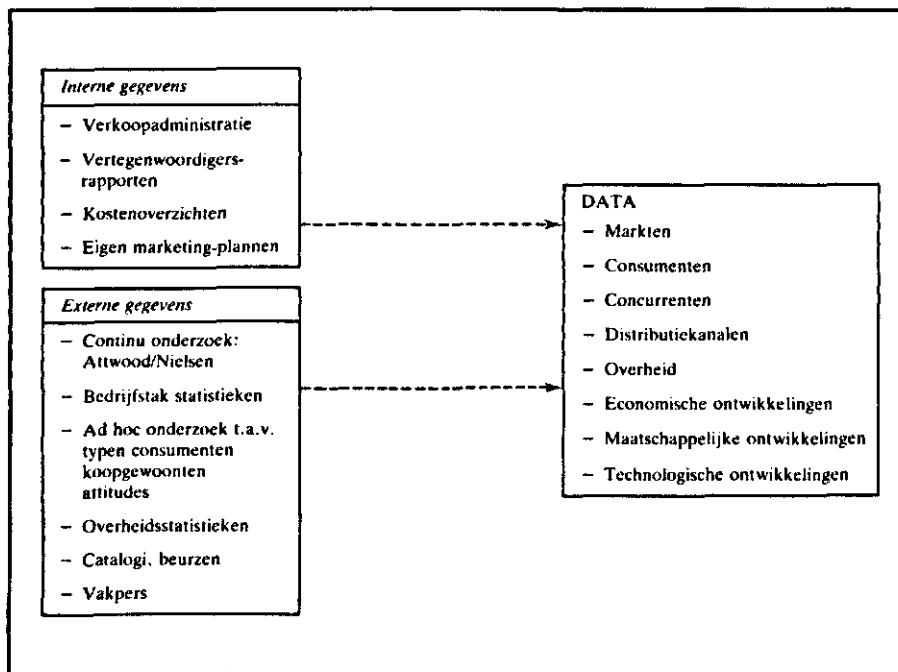 Interne gegevens
– Verkoopadministratie
– Vertegenwoordigers-
rapporten
– Kostenoverzichten
– Eigen marketing-plannen
Externe gegevens
– Continu onderzoek:
Attwood/Nielsen
– Bedrijfstak statistieken
– Ad hoc onderzoek t.a.v.
typen consumenten
koopgewoonten
attitudes
– Overheidsstatistieken
– Catalogi, beurzen
– Vakpers
DATA
– Markten
– Consumenten
– Concurrenten
– Distributiekanalen
– Overheid
– Economische ontwikkelingen
– Maatschappelijke ontwikkelingen
– Technologische ontwikkelingen